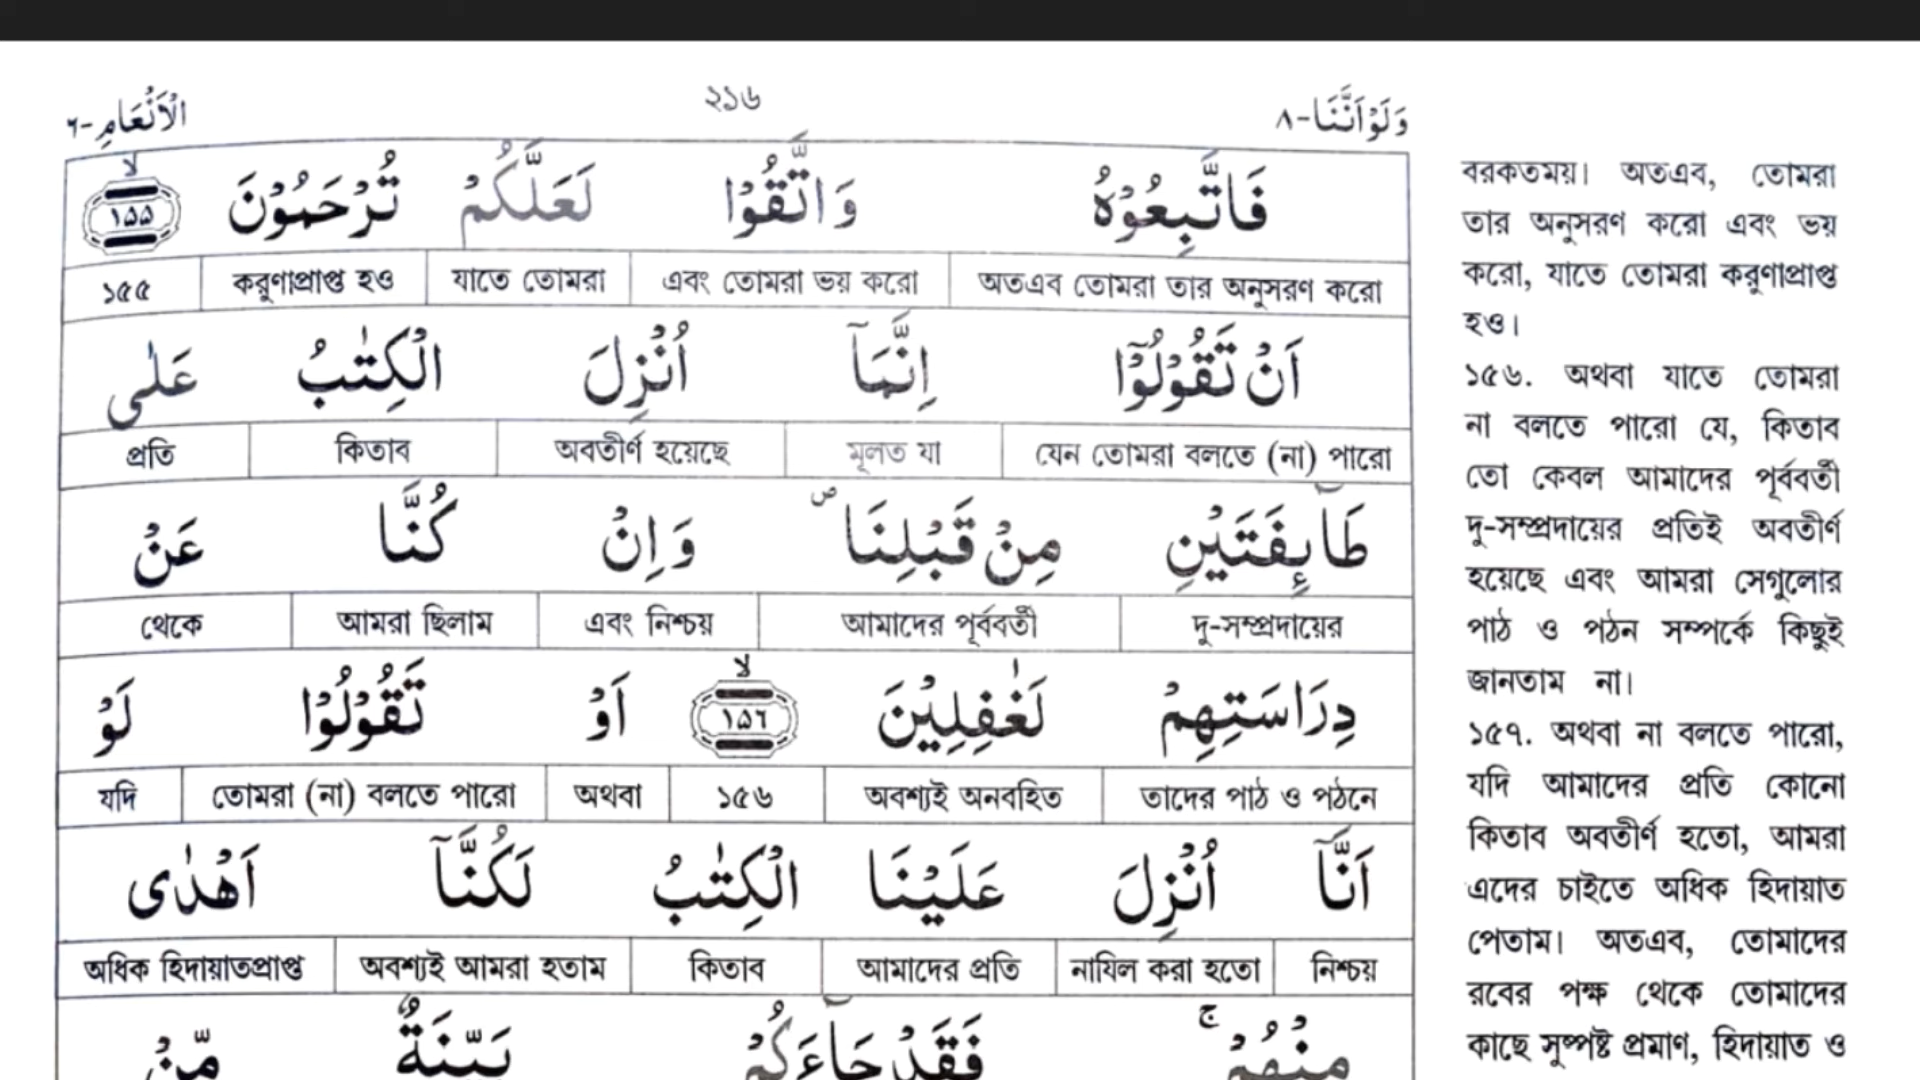 وَلَوْاَنَّنَا-٨ ২১৬ الْاَنْعَامِ-٦
فَاتَّبِعُوْهُ وَاتَّقُوْا لَعَلَّكُمْ تُرْحَمُوْنَ ۙ ١٥٥
অতএব তোমরা তার অনুসরণ করো এবং তোমরা ভয় করো যাতে তোমরা করুণাপ্রাপ্ত হও ১৫৫
اَنْ تَقُوْلُوْۤا اِنَّمَاۤ اُنْزِلَ الْكِتٰبُ عَلٰى
যেন তোমরা বলতে (না) পারো মূলত যা অবতীর্ণ হয়েছে কিতাব প্রতি
طَآىِٕفَتَيْنِ مِنْ قَبْلِنَا ۪ وَاِنْ كُنَّا عَنْ
দু-সম্প্রদায়ের আমাদের পূর্ববর্তী এবং নিশ্চয় আমরা ছিলাম থেকে
دِرَاسَتِهِمْ لَغٰفِلِيْنَ ۙ ١٥٦ اَوْ تَقُوْلُوْا لَوْ
তাদের পাঠ ও পঠনে অবশ্যই অনবহিত ১৫৬ অথবা তোমরা (না) বলতে পারো যদি
اَنَّاۤ اُنْزِلَ عَلَيْنَا الْكِتٰبُ لَكُنَّاۤ اَهْدٰى
নিশ্চয় নাযিল করা হতো আমাদের প্রতি কিতাব অবশ্যই আমরা হতাম অধিক হিদায়াতপ্রাপ্ত
مِنْهُمْ ۚ فَقَدْ جَآءَكُمْ بَيِّنَةٌ مِّنْ
বরকতময়। অতএব, তোমরা
তার অনুসরণ করো এবং ভয়
করো, যাতে তোমরা করুণাপ্রাপ্ত
হও।
১৫৬. অথবা যাতে তোমরা
না বলতে পারো যে, কিতাব
তো কেবল আমাদের পূর্ববর্তী
দু-সম্প্রদায়ের প্রতিই অবতীর্ণ
হয়েছে এবং আমরা সেগুলোর
পাঠ ও পঠন সম্পর্কে কিছুই
জানতাম না।
১৫৭. অথবা না বলতে পারো,
যদি আমাদের প্রতি কোনো
কিতাব অবতীর্ণ হতো, আমরা
এদের চাইতে অধিক হিদায়াত
পেতাম। অতএব, তোমাদের
রবের পক্ষ থেকে তোমাদের
কাছে সুস্পষ্ট প্রমাণ, হিদায়াত ও